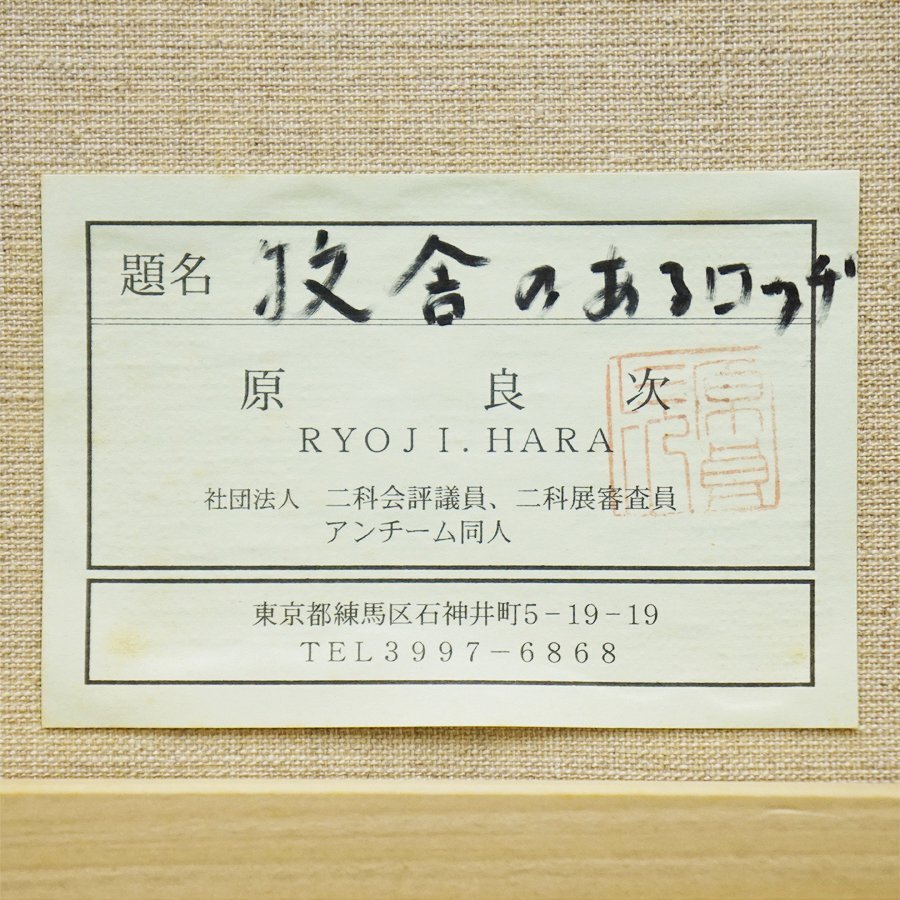 題名 牧舎のあるロッヂ
原 良 次
RYOJI.HARA
社団法人 二科会評議員、二科展審査員
アンチーム同人
東京都練馬区石神井町5-19-19
TEL3997-6868